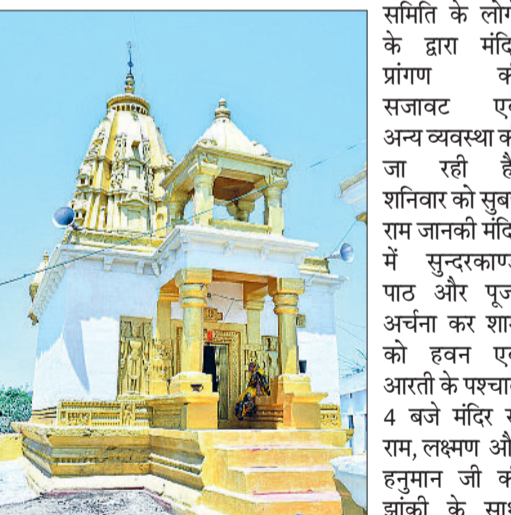 समिति के
के द्वारा
प्रांगण
सजावट
अन्य व्यवस्था
जा रही
शनिवार को
राम जानकी
में सुन्दरकाण्ड
पाठ और
अर्चना कर
को हवन
आरती के पश्चात
4 बजे मंदिर
राम, लक्ष्मण
हनुमान जी
झांकी के